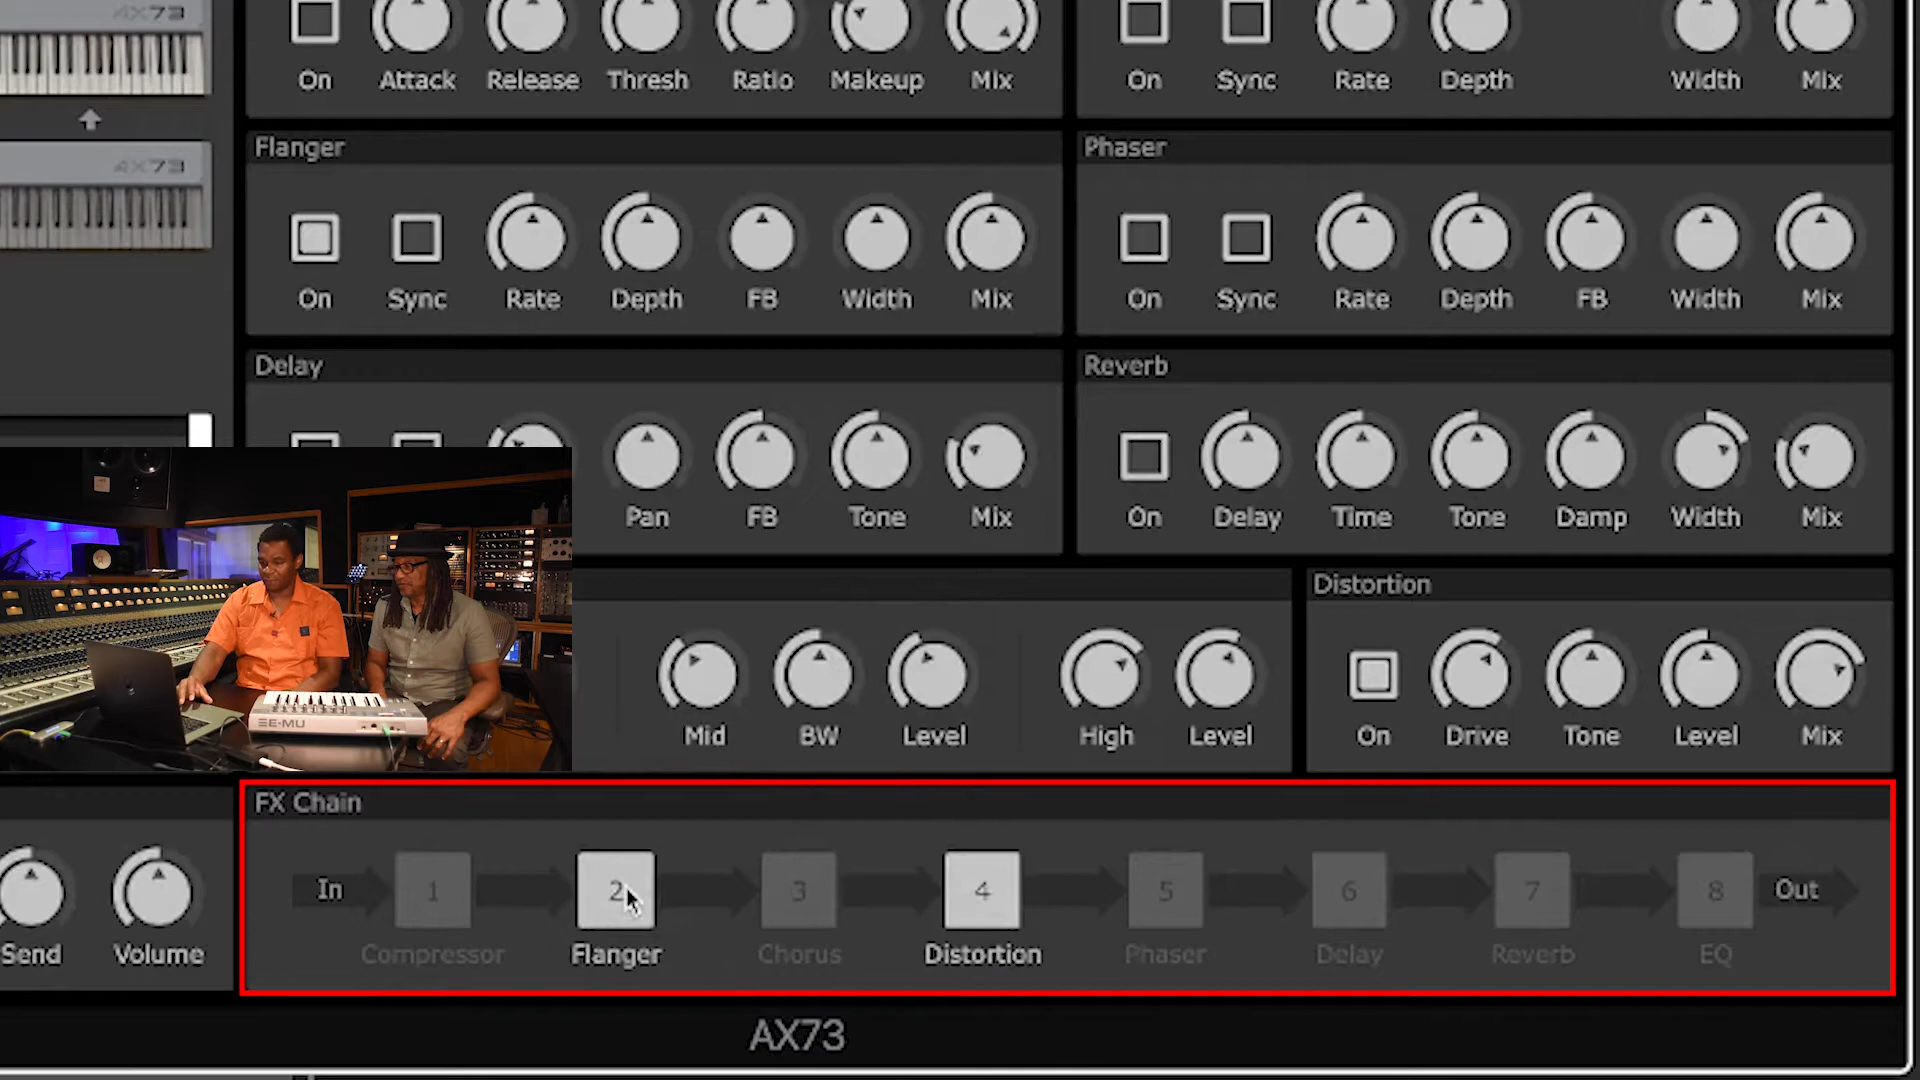 AX73
On Attack Release Thresh Ratio Makeup Mix
On Sync Rate Depth Width Mix
Flanger
Phaser
AX73
On Sync Rate Depth FB Width Mix
On Sync Rate Depth FB Width Mix
Delay
Reverb
Pan FB Tone Mix
On Delay Time Tone Damp Width Mix
Distortion
Mid BW Level High Level
On Drive Tone Level Mix
E-MU
FX Chain
Send Volume
In 1 2 3 4 5 6 7 8 Out
Compressor Flanger Chorus Distortion Phaser Delay Reverb EQ
AX73